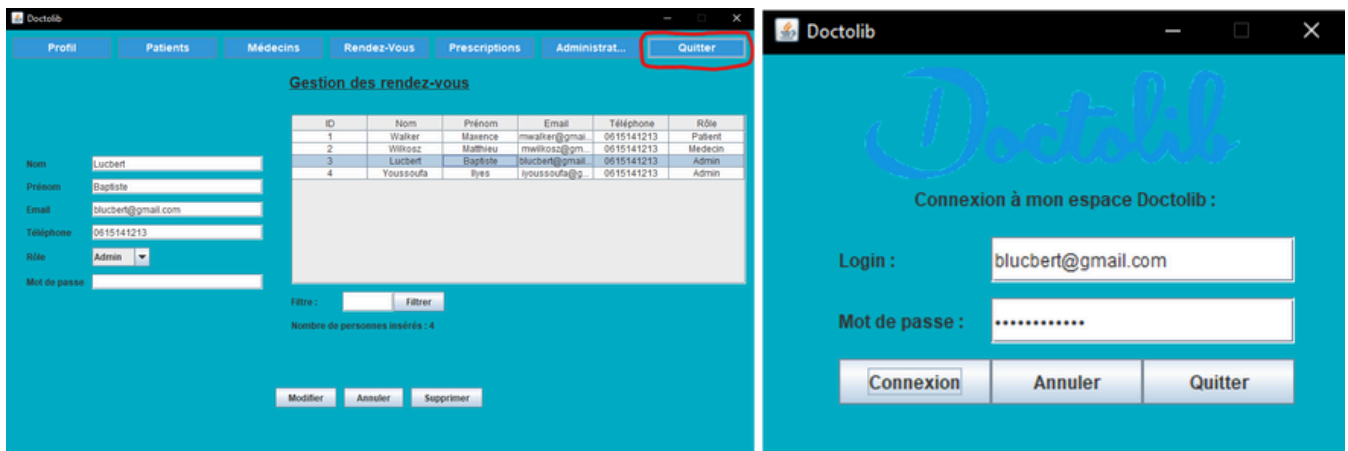 Doctolib
Profil Patients Médecins Rendez-Vous Prescriptions Administrat... Quitter
Gestion des rendez-vous
ID Nom Prénom Email Téléphone Rôle
1 Walker Maxence mwalker@gmai... 0615141213 Patient
2 Wilkosz Matthieu mwilkosz@gm... 0615141213 Medecin
3 Lucbert Baptiste blucbert@gmail... 0615141213 Admin
4 Youssoufa Ilyes iyoussoufa@g... 0615141213 Admin
Nom Lucbert
Prénom Baptiste
Email blucbert@gmail.com
Téléphone 0615141213
Rôle Admin
Mot de passe
Filtre : Filtrer
Nombre de personnes insérés : 4
Modifier Annuler Supprimer
Doctolib
Doctolib
Connexion à mon espace Doctolib :
Login : blucbert@gmail.com
Mot de passe : ••••••••••••
Connexion Annuler Quitter